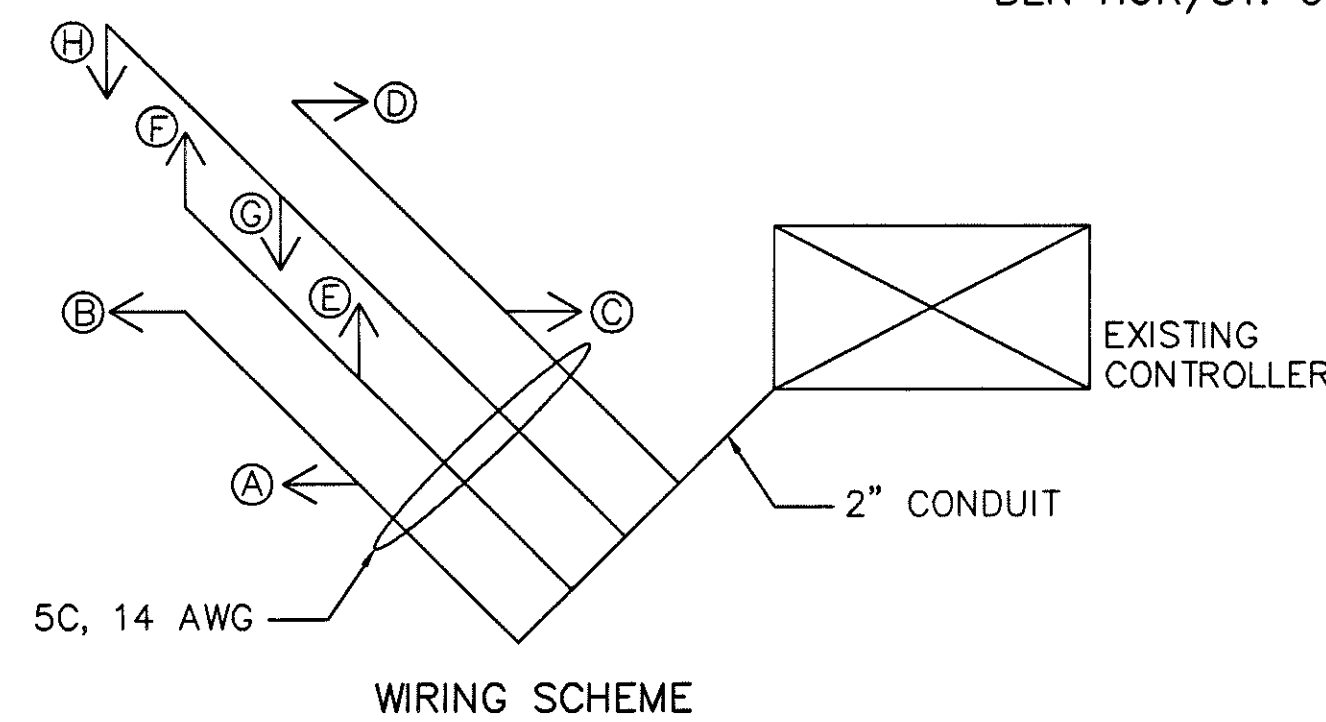 H
D
F
G
E
B
C
EXISTING
CONTROLLER
A
2" CONDUIT
5C, 14 AWG
WIRING SCHEME